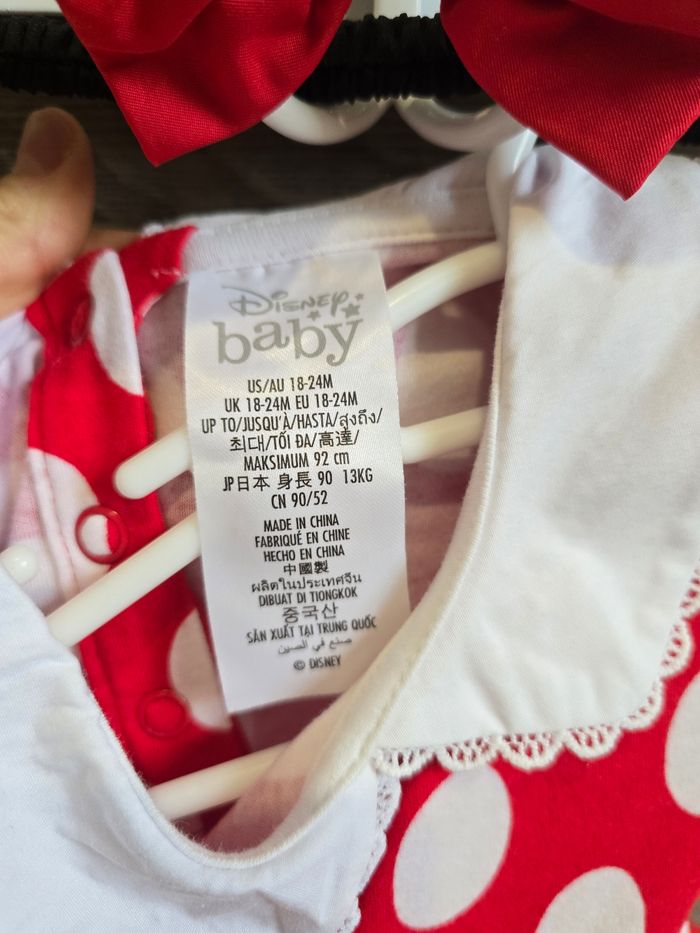 Disney
baby
US/AU 18-24M
UK 18-24M EU 18-24M
UP TO/JUSQU'À/HASTA/สูงถึง/
최대/TỐI ĐA/高達/
MAKSIMUM 92 cm
JP日本 身長 90 13KG
CN 90/52
MADE IN CHINA
FABRIQUÉ EN CHINE
HECHO EN CHINA
中國製
ผลิตในประเทศจีน
DIBUAT DI TIONGKOK
중국산
SẢN XUẤT TẠI TRUNG QUỐC
صنع في الصين
© DISNEY